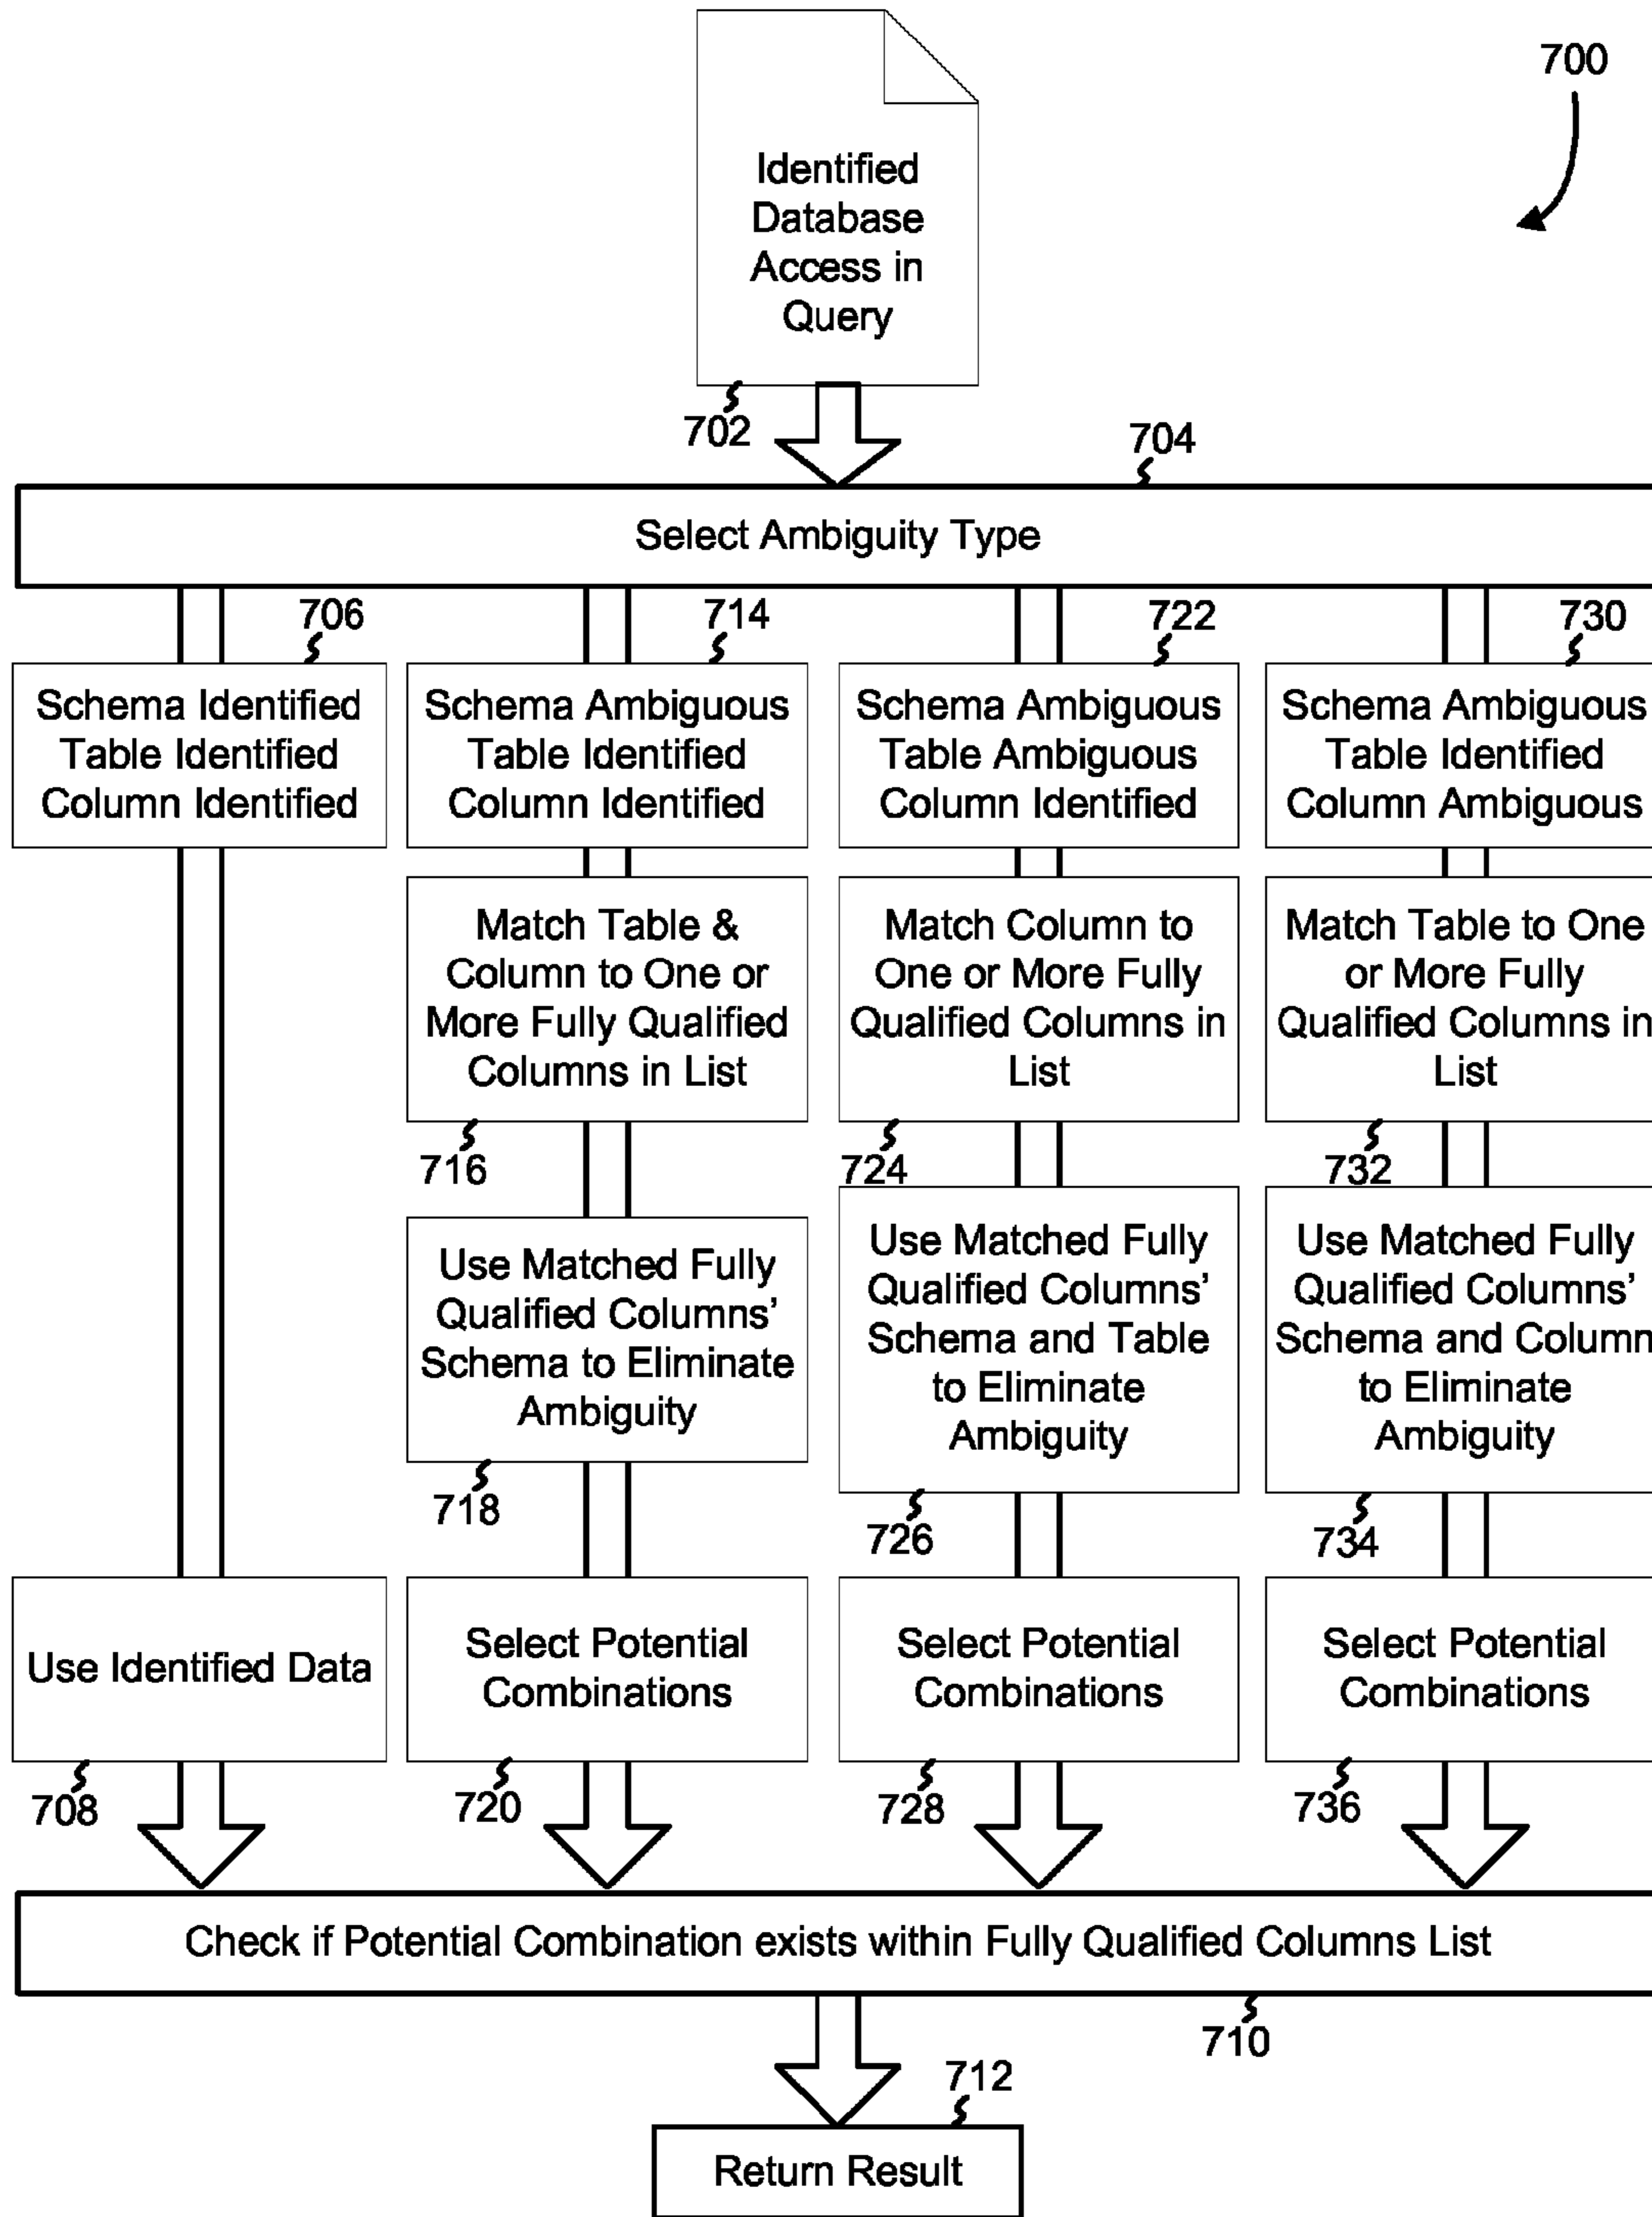 700
Identified
Database
Access in
Query
702
704
Select Ambiguity Type
706
Schema Identified
Table Identified
Column Identified
714
Schema Ambiguous
Table Identified
Column Identified
722
Schema Ambiguous
Table Ambiguous
Column Identified
730
Schema Ambiguous
Table Identified
Column Ambiguous
Match Table &
Column to One or
More Fully Qualified
Columns in List
716
Match Column to
One or More Fully
Qualified Columns in
List
724
Match Table to One
or More Fully
Qualified Columns in
List
732
Use Matched Fully
Qualified Columns'
Schema to Eliminate
Ambiguity
718
Use Matched Fully
Qualified Columns'
Schema and Table
to Eliminate
Ambiguity
726
Use Matched Fully
Qualified Columns'
Schema and Column
to Eliminate
Ambiguity
734
Use Identified Data
708
Select Potential
Combinations
720
Select Potential
Combinations
728
Select Potential
Combinations
736
Check if Potential Combination exists within Fully Qualified Columns List
710
712
Return Result